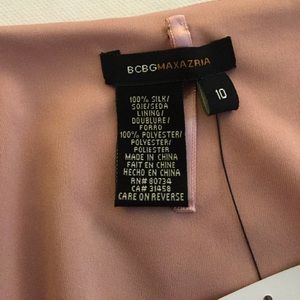 BCBGMAXAZRIA
10
100% SILK/
SOIE/SEDA
LINING/
DOUBLURE/
FORRO
100% POLYESTER/
POLYESTER/
POLIESTER
MADE IN CHINA
FAIT EN CHINE
HECHO EN CHINA
RN# 80734
CA# 31458
CARE ON REVERSE